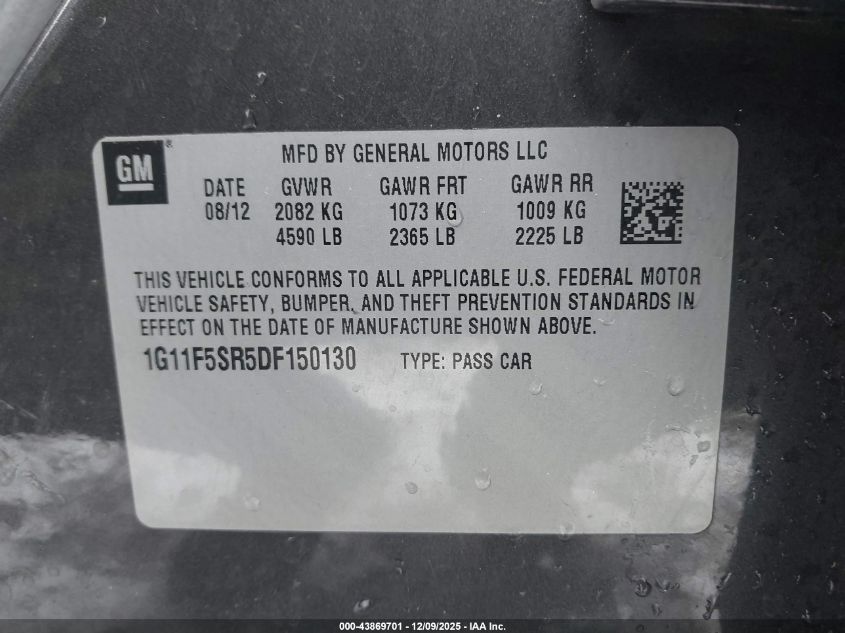 GM®
MFD BY GENERAL MOTORS LLC
DATE GVWR GAWR FRT GAWR RR
08/12 2082 KG 1073 KG 1009 KG
4590 LB 2365 LB 2225 LB
THIS VEHICLE CONFORMS TO ALL APPLICABLE U.S. FEDERAL MOTOR
VEHICLE SAFETY, BUMPER, AND THEFT PREVENTION STANDARDS IN
EFFECT ON THE DATE OF MANUFACTURE SHOWN ABOVE.
1G11F5SR5DF150130 TYPE: PASS CAR
000-43869701 - 12/09/2025 - IAA Inc.